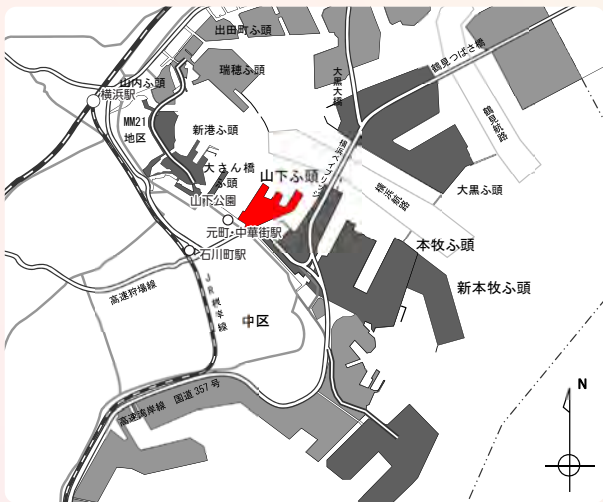 出田町ふ頭
瑞穂ふ頭
山内ふ頭
横浜駅
MM21
地区
新港ふ頭
大さん橋
ふ頭
山下公園
山下ふ頭
元町・中華街駅
石川町駅
大黒大橋
鶴見つばさ橋
鶴見航路
横浜ベイブリッジ
横浜航路
大黒ふ頭
本牧ふ頭
新本牧ふ頭
高速狩場線
JR根岸線
中区
高速湾岸線 国道357号
N